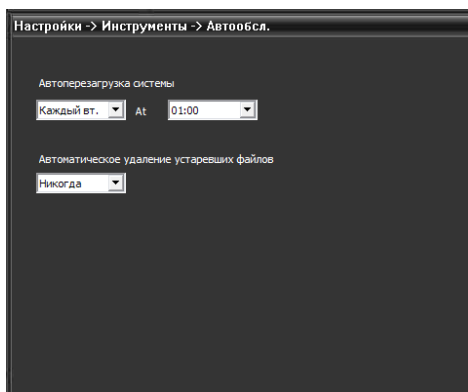 Настройки -> Инструменты -> Автообсл.
Автоперезагрузка системы
Каждый вт. At 01:00
Автоматическое удаление устаревших файлов
Никогда